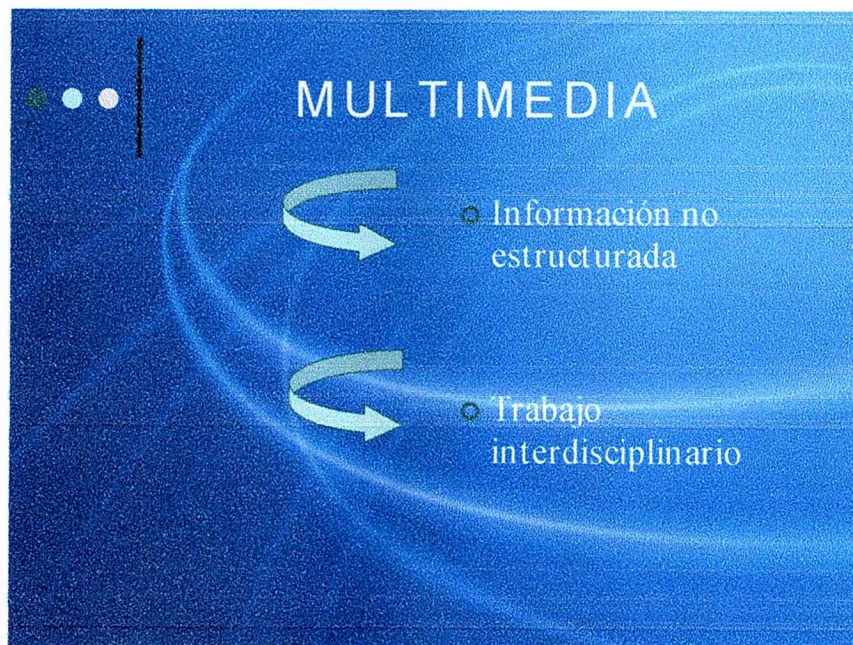 MULTIMEDIA
Información no
estructurada
Trabajo
interdisciplinario